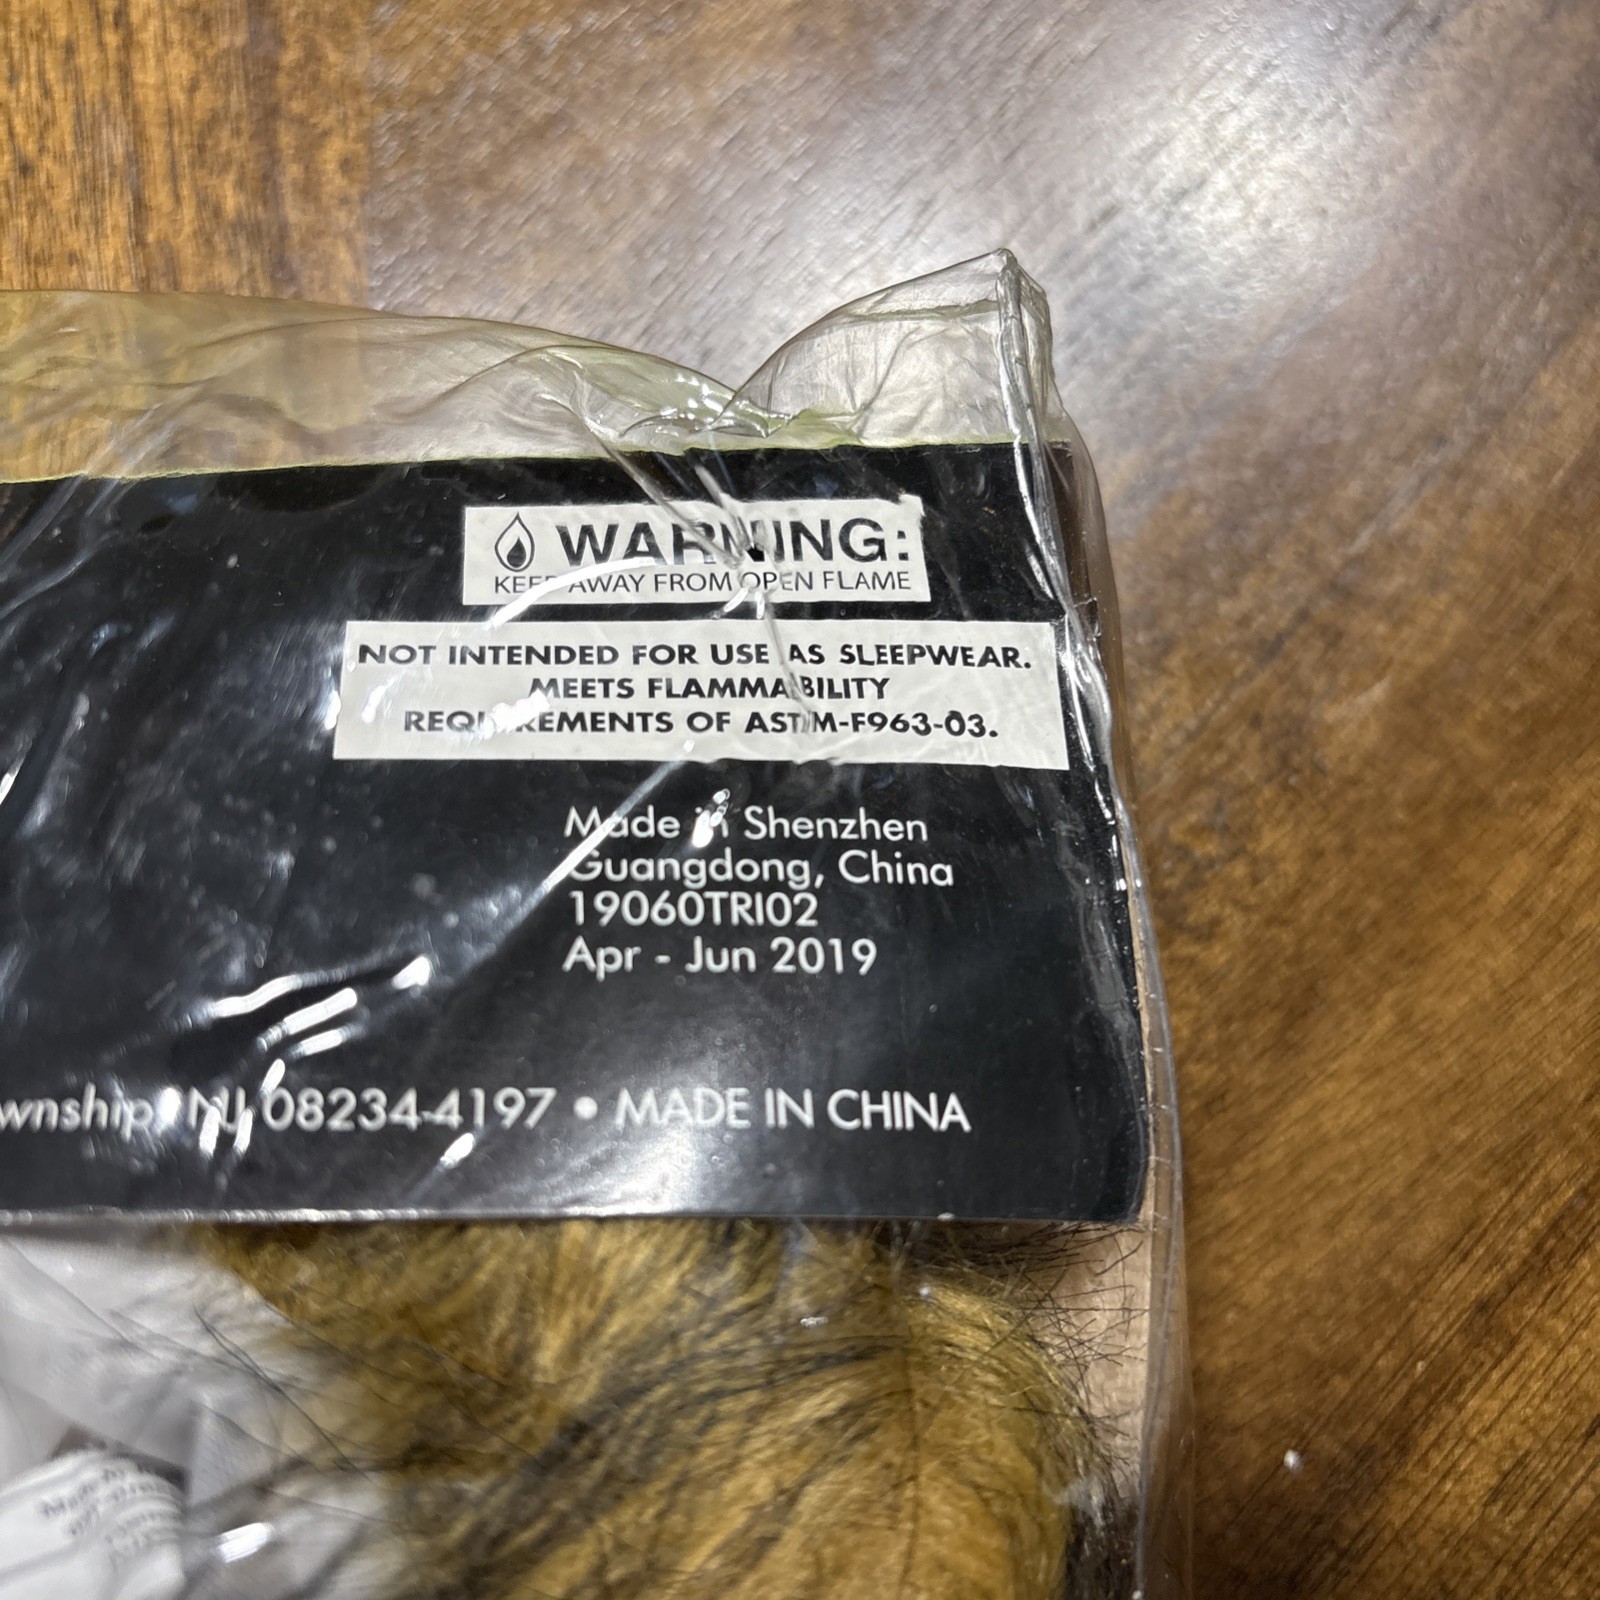 WARNING:
KEEP AWAY FROM OPEN FLAME
NOT INTENDED FOR USE AS SLEEPWEAR.
MEETS FLAMMABILITY
REQUIREMENTS OF ASTM-F963-03.
Made in Shenzhen
Guangdong, China
19060TRI02
Apr - Jun 2019
wnship, NJ 08234-4197 • MADE IN CHINA